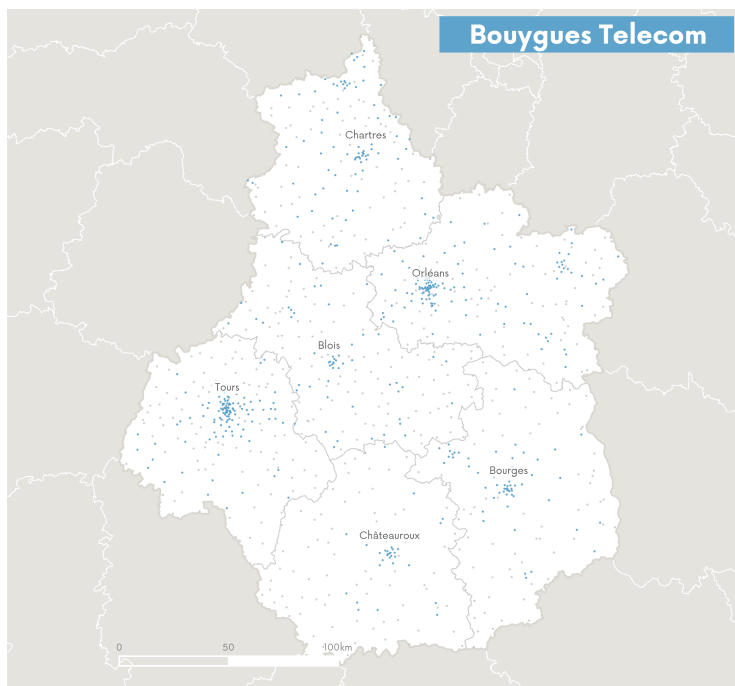 Bouygues Telecom
Chartres
Orléans
Blois
Tours
Bourges
Châteauroux
0 50 100km